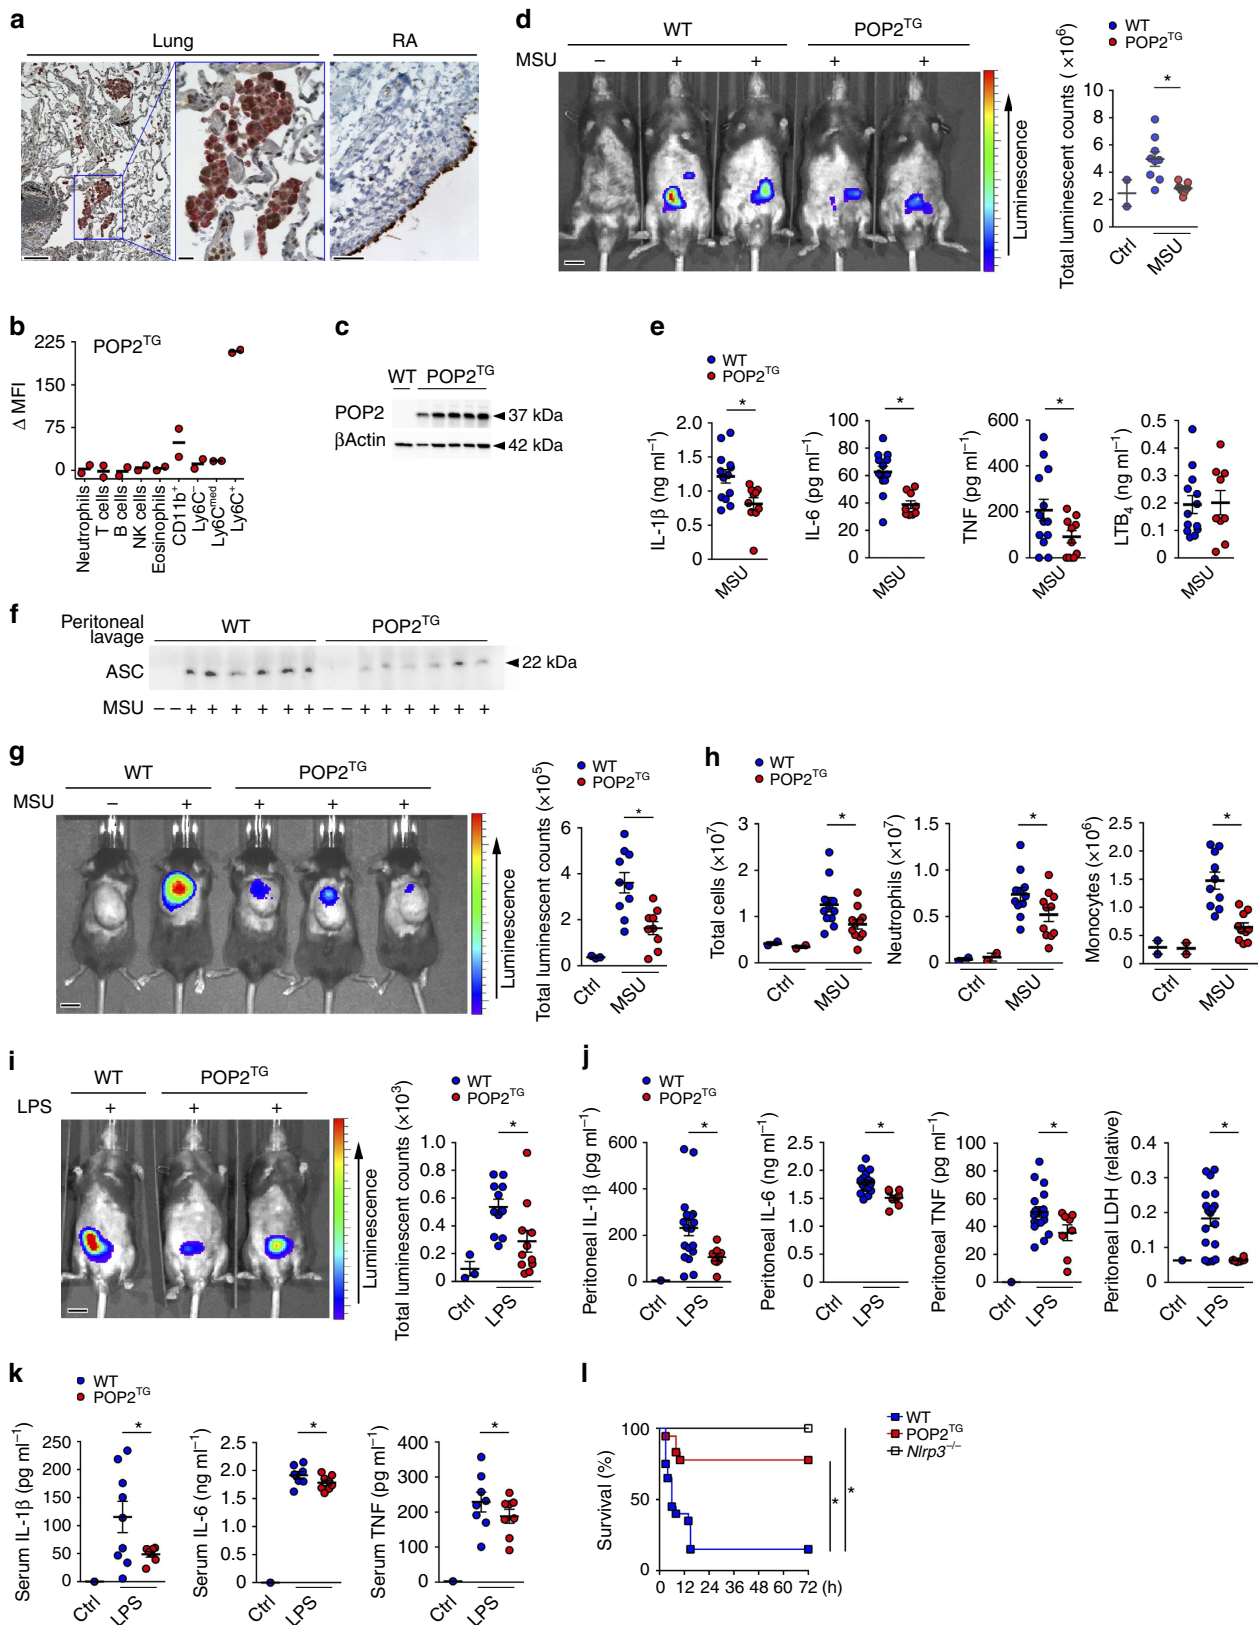 a
Lung
RA
b
POP2TG
Δ MFI
225
150
75
0
Neutrophils
T cells
B cells
NK cells
Eosinophils
CD11b+
Ly6C−
Ly6Cmed
Ly6C+
c
WT POP2TG
POP2 37 kDa
βActin 42 kDa
d
WT POP2TG
MSU − + + + +
Luminescence
WT
POP2TG
Total luminescent counts (×10⁶)
*
10
8
6
4
2
0
Ctrl MSU
e
WT
POP2TG
IL-1β (ng ml−1)
*
2.0
1.5
1.0
0.5
0
MSU
IL-6 (pg ml−1)
*
100
80
60
40
20
0
MSU
TNF (pg ml−1)
*
600
400
200
0
MSU
LTB4 (ng ml−1)
0.5
0.4
0.3
0.2
0.1
0
MSU
f
Peritoneal
lavage
WT POP2TG
ASC 22 kDa
MSU − − + + + + + + − − + + + + + +
g
WT POP2TG
MSU − + + + +
Luminescence
WT
POP2TG
Total luminescent counts (×10⁵)
*
6
4
2
0
Ctrl MSU
h
WT
POP2TG
Total cells (×10⁷)
*
3
2
1
0
Ctrl MSU
Neutrophils (×10⁷)
*
1.5
1.0
0.5
0
Ctrl MSU
Monocytes (×10⁶)
*
2.5
2.0
1.5
1.0
0.5
0
Ctrl MSU
i
WT POP2TG
LPS + + +
Luminescence
WT
POP2TG
Total luminescent counts (×10³)
*
1.0
0.8
0.6
0.4
0.2
0
Ctrl LPS
j
WT
POP2TG
Peritoneal IL-1β (pg ml−1)
*
600
400
200
0
Ctrl LPS
Peritoneal IL-6 (ng ml−1)
*
2.5
2.0
1.5
1.0
0.5
0
Ctrl LPS
Peritoneal TNF (pg ml−1)
*
100
80
60
40
20
0
Ctrl LPS
Peritoneal LDH (relative)
*
0.4
0.3
0.2
0.1
0
Ctrl LPS
k
WT
POP2TG
Serum IL-1β (pg ml−1)
*
250
200
150
100
50
0
Ctrl LPS
Serum IL-6 (ng ml−1)
*
2.5
2.0
1.5
1.0
0.5
0
Ctrl LPS
Serum TNF (pg ml−1)
*
400
300
200
100
0
Ctrl LPS
l
WT
POP2TG
Nlrp3−/−
Survival (%)
100
50
0
* *
0 12 24 36 48 60 72 (h)